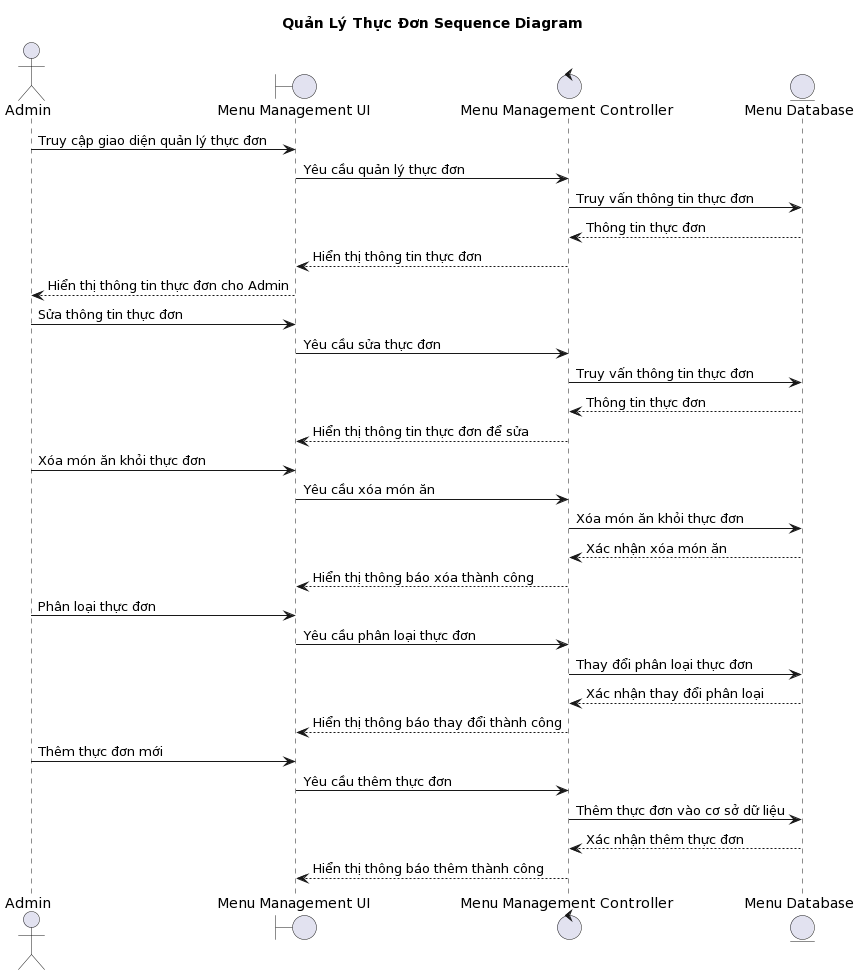 Quản Lý Thực Đơn Sequence Diagram
Admin
Menu Management UI
Menu Management Controller
Menu Database
Truy cập giao diện quản lý thực đơn
Yêu cầu quản lý thực đơn
Truy vấn thông tin thực đơn
Thông tin thực đơn
Hiển thị thông tin thực đơn
Hiển thị thông tin thực đơn cho Admin
Sửa thông tin thực đơn
Yêu cầu sửa thực đơn
Truy vấn thông tin thực đơn
Thông tin thực đơn
Hiển thị thông tin thực đơn để sửa
Xóa món ăn khỏi thực đơn
Yêu cầu xóa món ăn
Xóa món ăn khỏi thực đơn
Xác nhận xóa món ăn
Hiển thị thông báo xóa thành công
Phân loại thực đơn
Yêu cầu phân loại thực đơn
Thay đổi phân loại thực đơn
Xác nhận thay đổi phân loại
Hiển thị thông báo thay đổi thành công
Thêm thực đơn mới
Yêu cầu thêm thực đơn
Thêm thực đơn vào cơ sở dữ liệu
Xác nhận thêm thực đơn
Hiển thị thông báo thêm thành công
Admin
Menu Management UI
Menu Management Controller
Menu Database